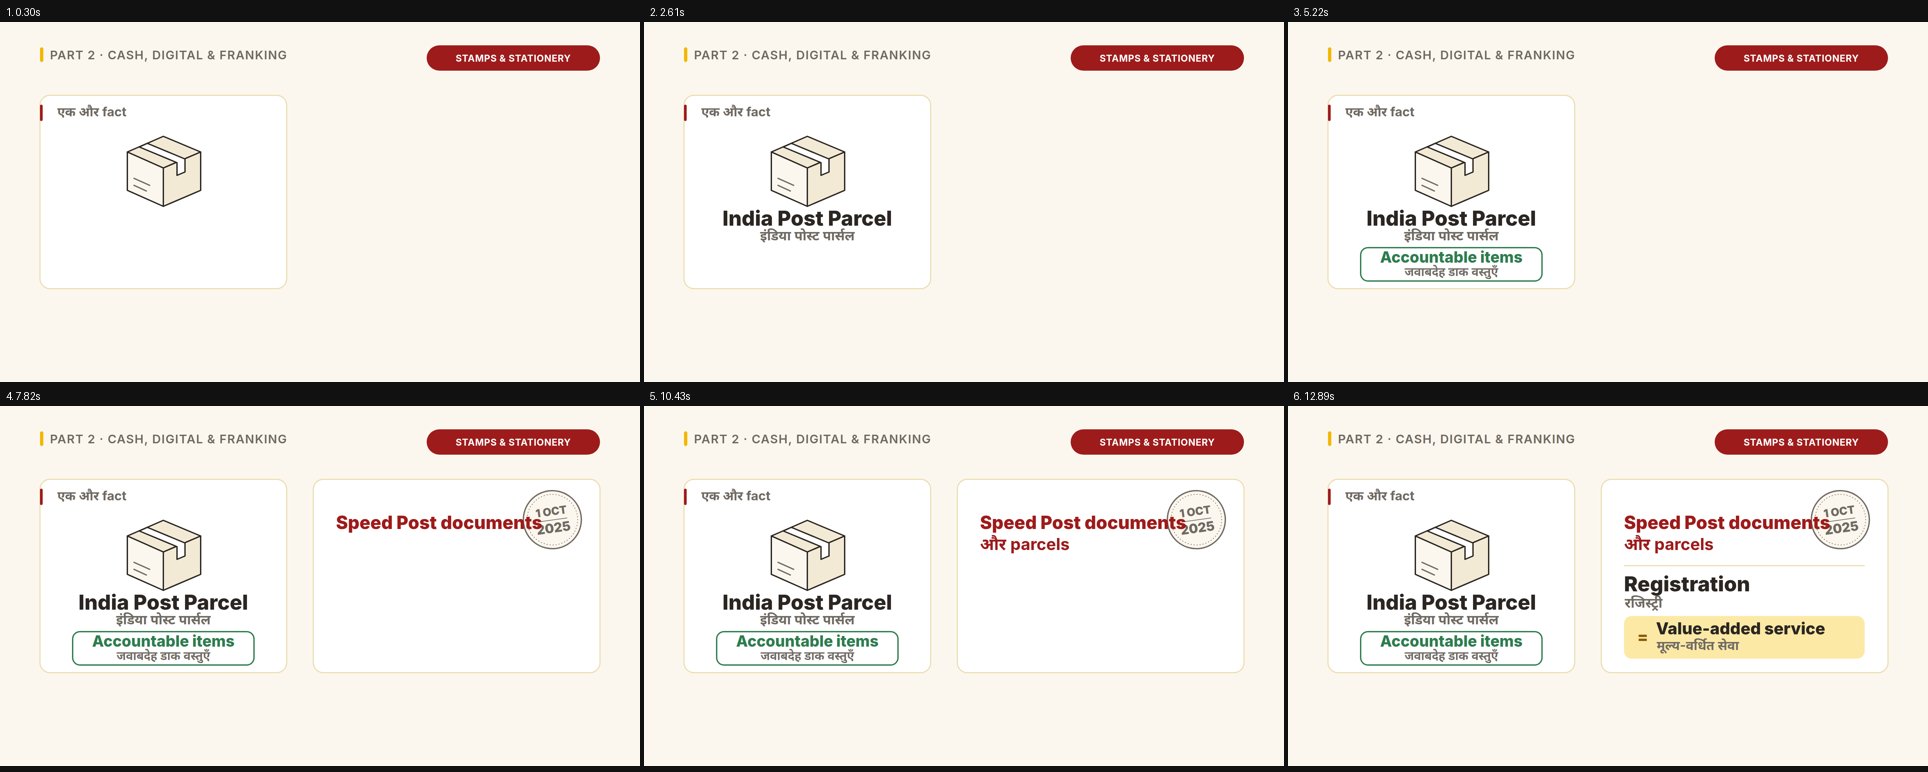 1. 0.30s
PART 2 · CASH, DIGITAL & FRANKING
STAMPS & STATIONERY
एक और fact
2. 2.61s
PART 2 · CASH, DIGITAL & FRANKING
STAMPS & STATIONERY
एक और fact
India Post Parcel
इंडिया पोस्ट पार्सल
3. 5.22s
PART 2 · CASH, DIGITAL & FRANKING
STAMPS & STATIONERY
एक और fact
India Post Parcel
इंडिया पोस्ट पार्सल
Accountable items
जवाबदेह डाक वस्तुएँ
4. 7.82s
PART 2 · CASH, DIGITAL & FRANKING
STAMPS & STATIONERY
एक और fact
India Post Parcel
इंडिया पोस्ट पार्सल
Accountable items
जवाबदेह डाक वस्तुएँ
Speed Post documents
1 OCT
2025
5. 10.43s
PART 2 · CASH, DIGITAL & FRANKING
STAMPS & STATIONERY
एक और fact
India Post Parcel
इंडिया पोस्ट पार्सल
Accountable items
जवाबदेह डाक वस्तुएँ
Speed Post documents
और parcels
1 OCT
2025
6. 12.89s
PART 2 · CASH, DIGITAL & FRANKING
STAMPS & STATIONERY
एक और fact
India Post Parcel
इंडिया पोस्ट पार्सल
Accountable items
जवाबदेह डाक वस्तुएँ
Speed Post documents
और parcels
1 OCT
2025
Registration
रजिस्ट्री
= Value-added service
मूल्य-वर्धित सेवा